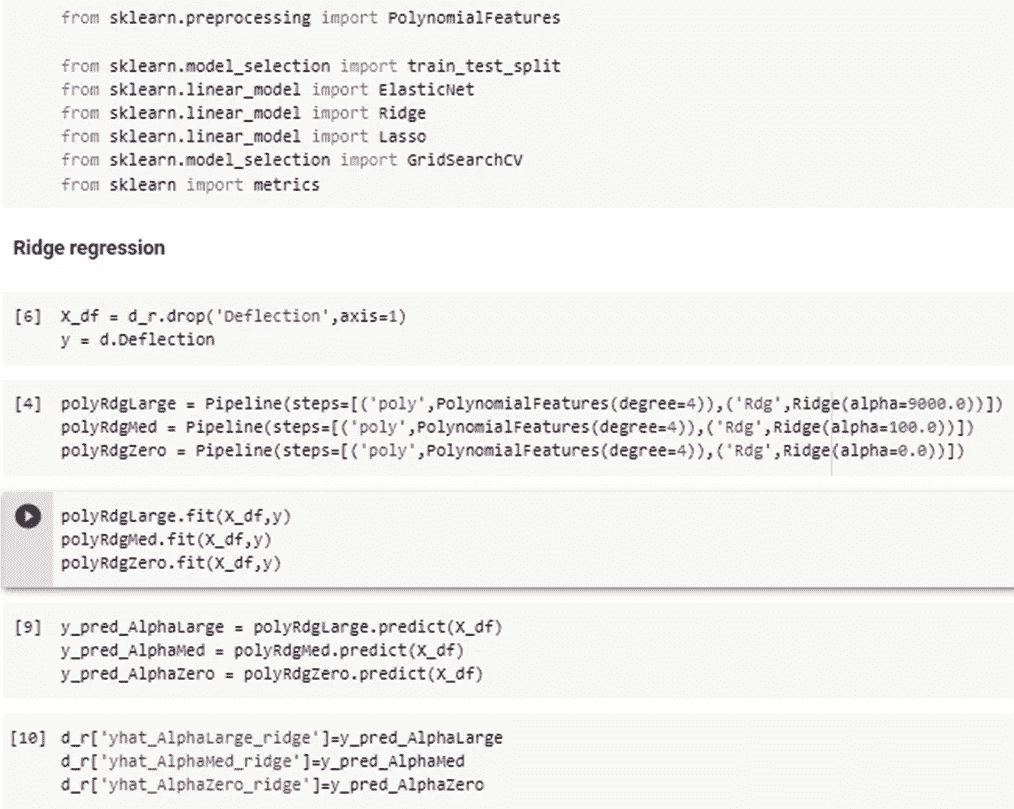 from sklearn.preprocessing import PolynomialFeatures
from sklearn.model_selection import train_test_split
from sklearn.linear_model import ElasticNet
from sklearn.linear_model import Ridge
from sklearn.linear_model import Lasso
from sklearn.model_selection import GridSearchCV
from sklearn import metrics
Ridge regression
[6] X_df = d_r.drop('Deflection',axis=1)
y = d.Deflection
[4] polyRdgLarge = Pipeline(steps=[('poly',PolynomialFeatures(degree=4)),('Rdg',Ridge(alpha=9000.0))])
polyRdgMed = Pipeline(steps=[('poly',PolynomialFeatures(degree=4)),('Rdg',Ridge(alpha=100.0))])
polyRdgZero = Pipeline(steps=[('poly',PolynomialFeatures(degree=4)),('Rdg',Ridge(alpha=0.0))])
polyRdgLarge.fit(X_df,y)
polyRdgMed.fit(X_df,y)
polyRdgZero.fit(X_df,y)
[9] y_pred_AlphaLarge = polyRdgLarge.predict(X_df)
y_pred_AlphaMed = polyRdgMed.predict(X_df)
y_pred_AlphaZero = polyRdgZero.predict(X_df)
[10] d_r['yhat_AlphaLarge_ridge']=y_pred_AlphaLarge
d_r['yhat_AlphaMed_ridge']=y_pred_AlphaMed
d_r['yhat_AlphaZero_ridge']=y_pred_AlphaZero